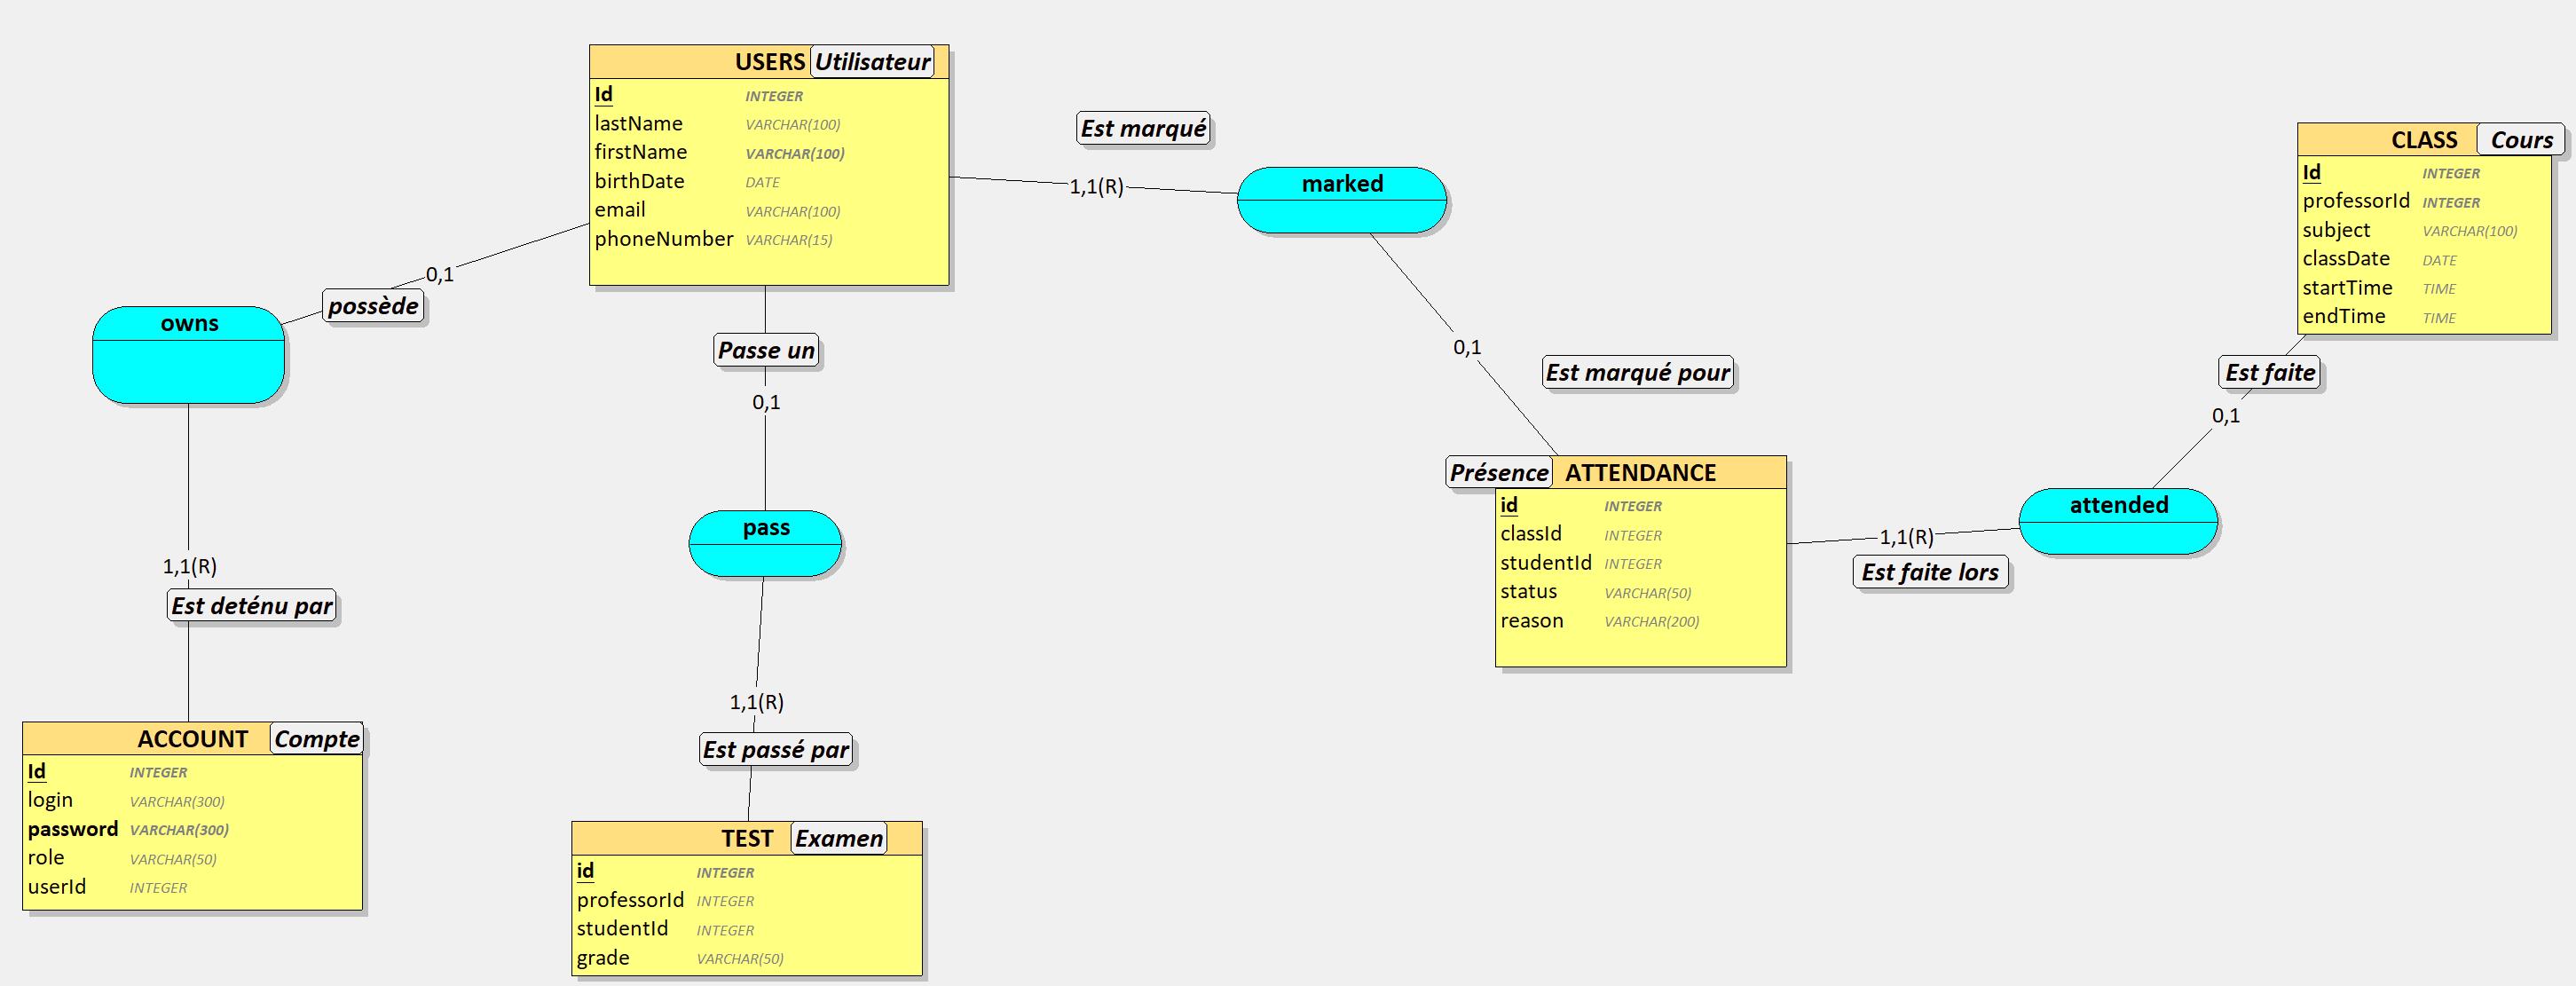 USERS Utilisateur
Id INTEGER
lastName VARCHAR(100)
firstName VARCHAR(100)
birthDate DATE
email VARCHAR(100)
phoneNumber VARCHAR(15)
Est marqué
1,1(R)
marked
CLASS Cours
Id INTEGER
professorId INTEGER
subject VARCHAR(100)
classDate DATE
startTime TIME
endTime TIME
0,1
possède
owns
Passe un
0,1
0,1
Est marqué pour
Est faite
0,1
Présence ATTENDANCE
id INTEGER
classId INTEGER
studentId INTEGER
status VARCHAR(50)
reason VARCHAR(200)
attended
1,1(R)
Est faite lors
pass
1,1(R)
Est deténu par
1,1(R)
Est passé par
ACCOUNT Compte
Id INTEGER
login VARCHAR(300)
password VARCHAR(300)
role VARCHAR(50)
userId INTEGER
TEST Examen
id INTEGER
professorId INTEGER
studentId INTEGER
grade VARCHAR(50)